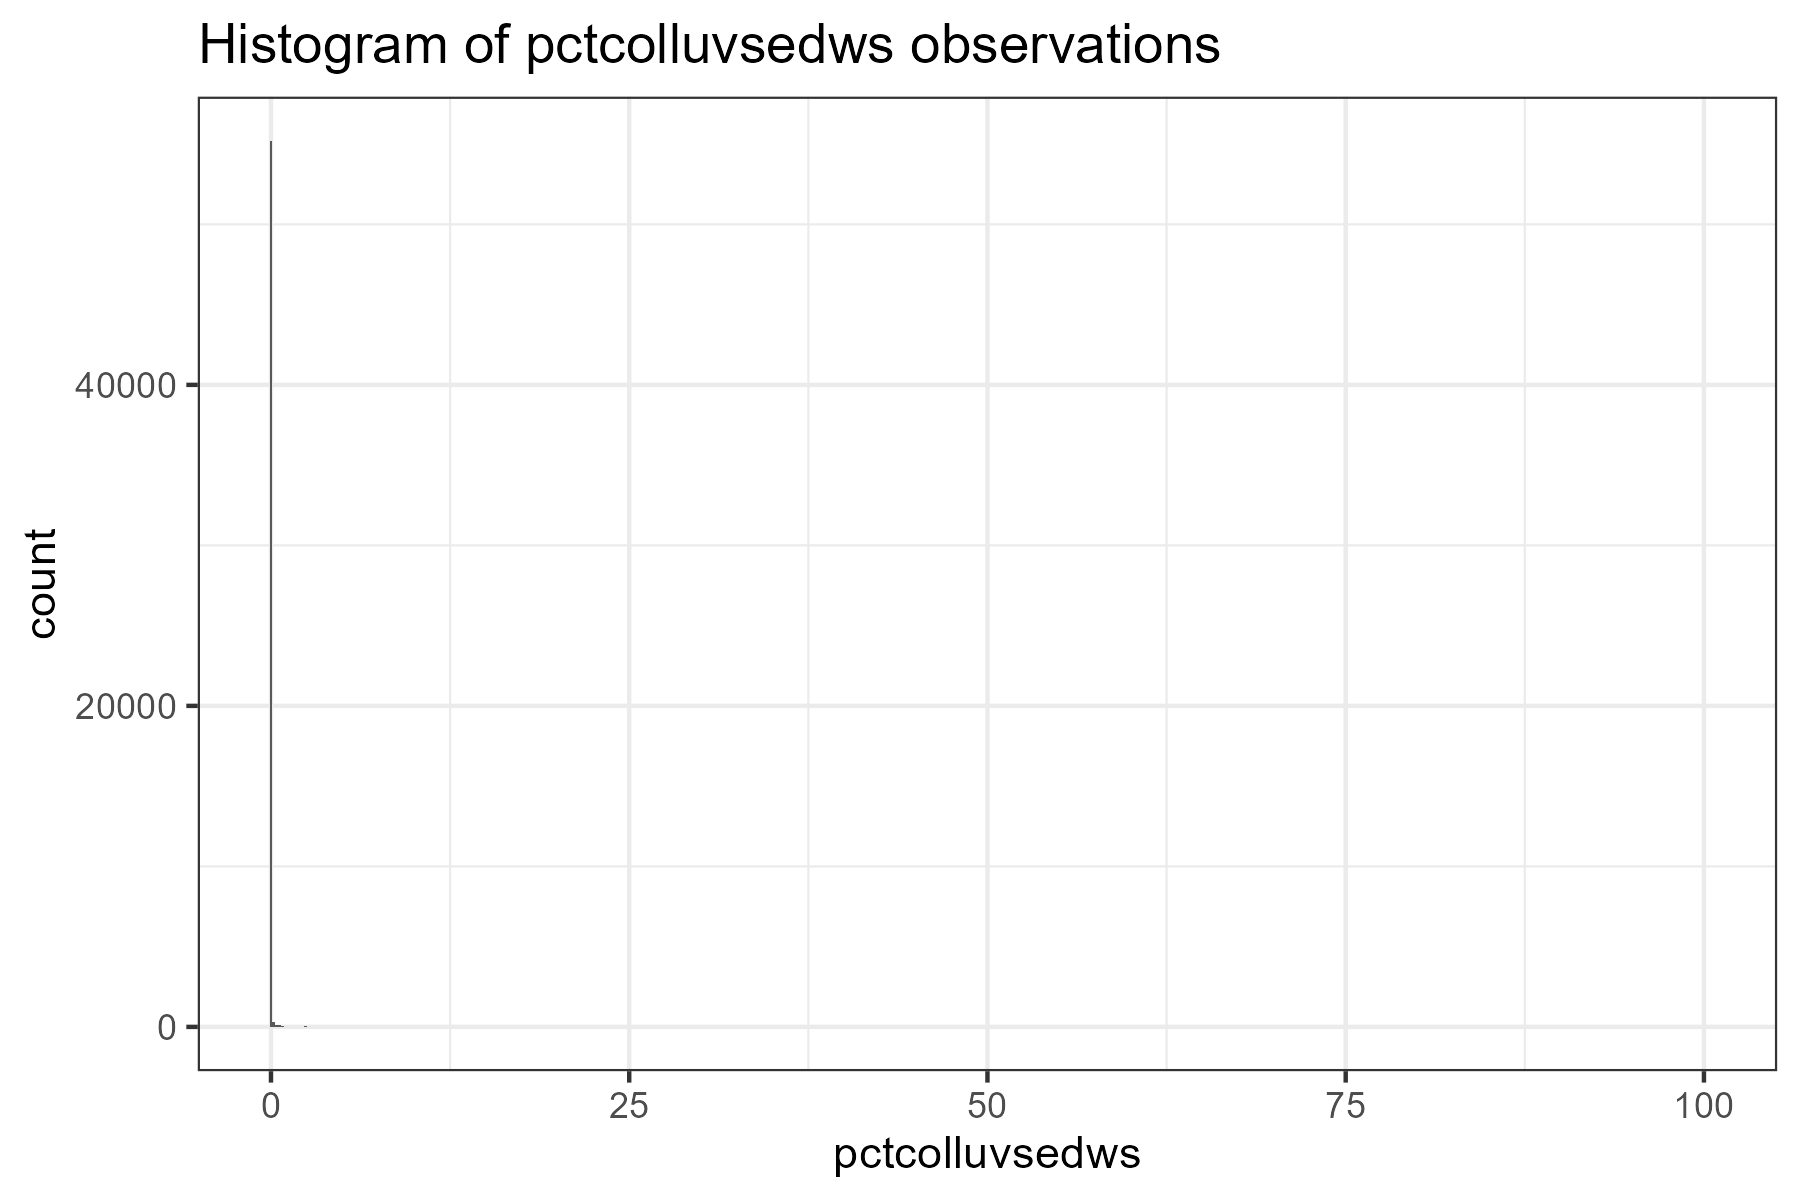 Histogram of pctcolluvsedws observations
count
40000
20000
0
0 25 50 75 100
pctcolluvsedws